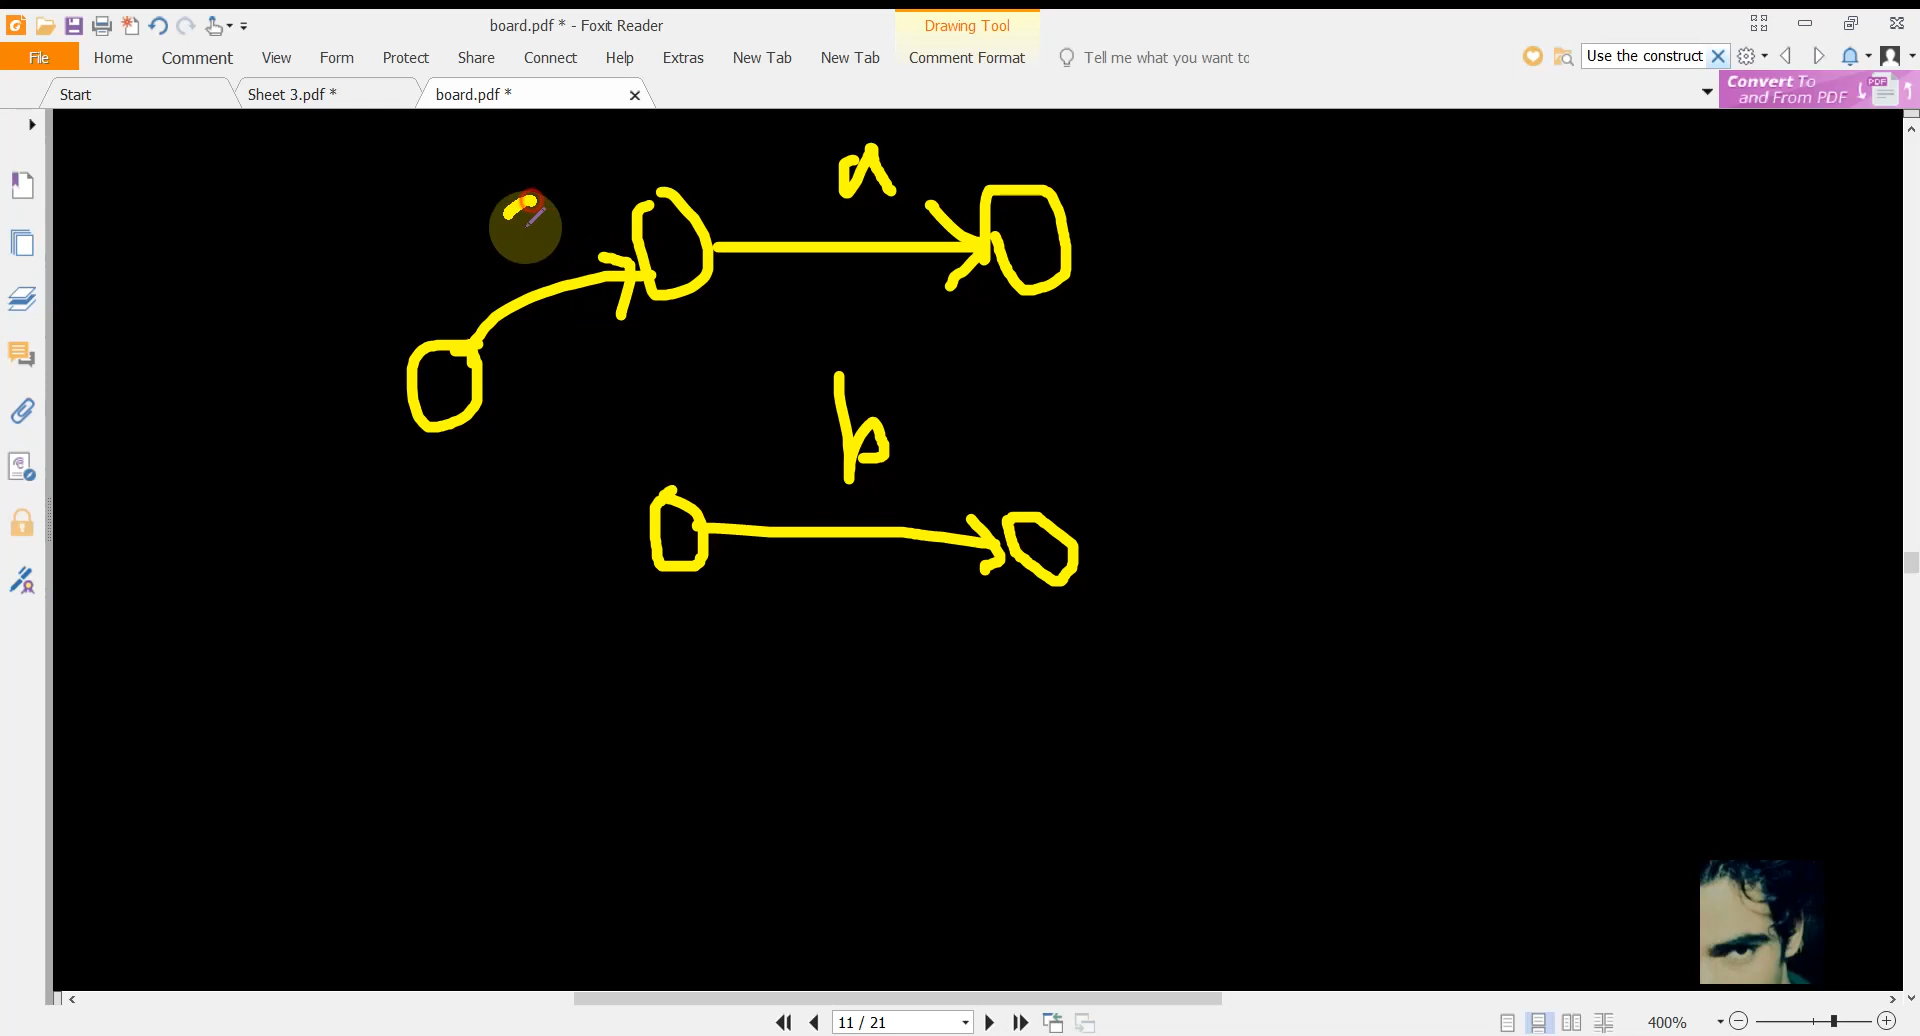 board.pdf * - Foxit Reader
Drawing Tool
File Home Comment View Form Protect Share Connect Help Extras New Tab New Tab Comment Format Tell me what you want to Use the construct
Start Sheet 3.pdf * board.pdf *
Convert To
and From PDF
PDF
a
b
11 / 21
400%